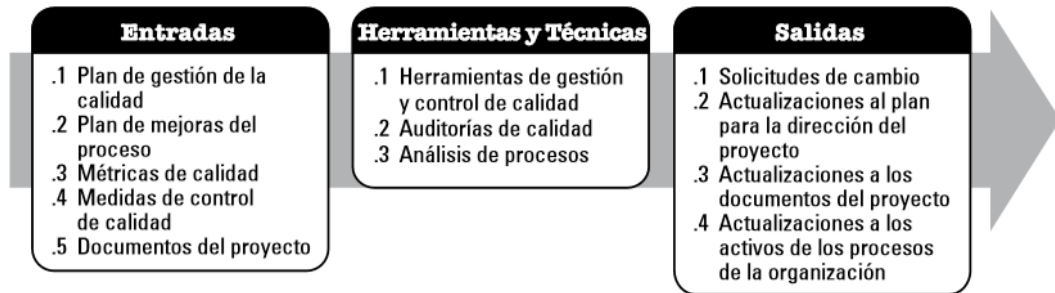 Entradas
.1 Plan de gestión de la
calidad
.2 Plan de mejoras del
proceso
.3 Métricas de calidad
.4 Medidas de control
de calidad
.5 Documentos del proyecto
Herramientas y Técnicas
.1 Herramientas de gestión
y control de calidad
.2 Auditorías de calidad
.3 Análisis de procesos
Salidas
.1 Solicitudes de cambio
.2 Actualizaciones al plan
para la dirección del
proyecto
.3 Actualizaciones a los
documentos del proyecto
.4 Actualizaciones a los
activos de los procesos
de la organización